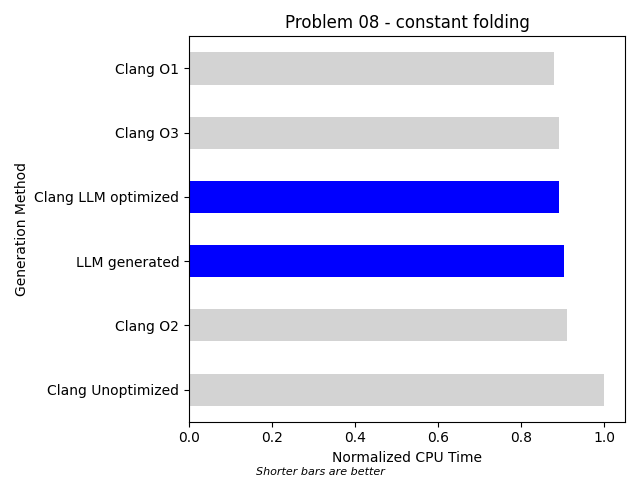 Problem 08 - constant folding
Generation Method
Clang O1
Clang O3
Clang LLM optimized
LLM generated
Clang O2
Clang Unoptimized
0.0 0.2 0.4 0.6 0.8 1.0
Normalized CPU Time
Shorter bars are better